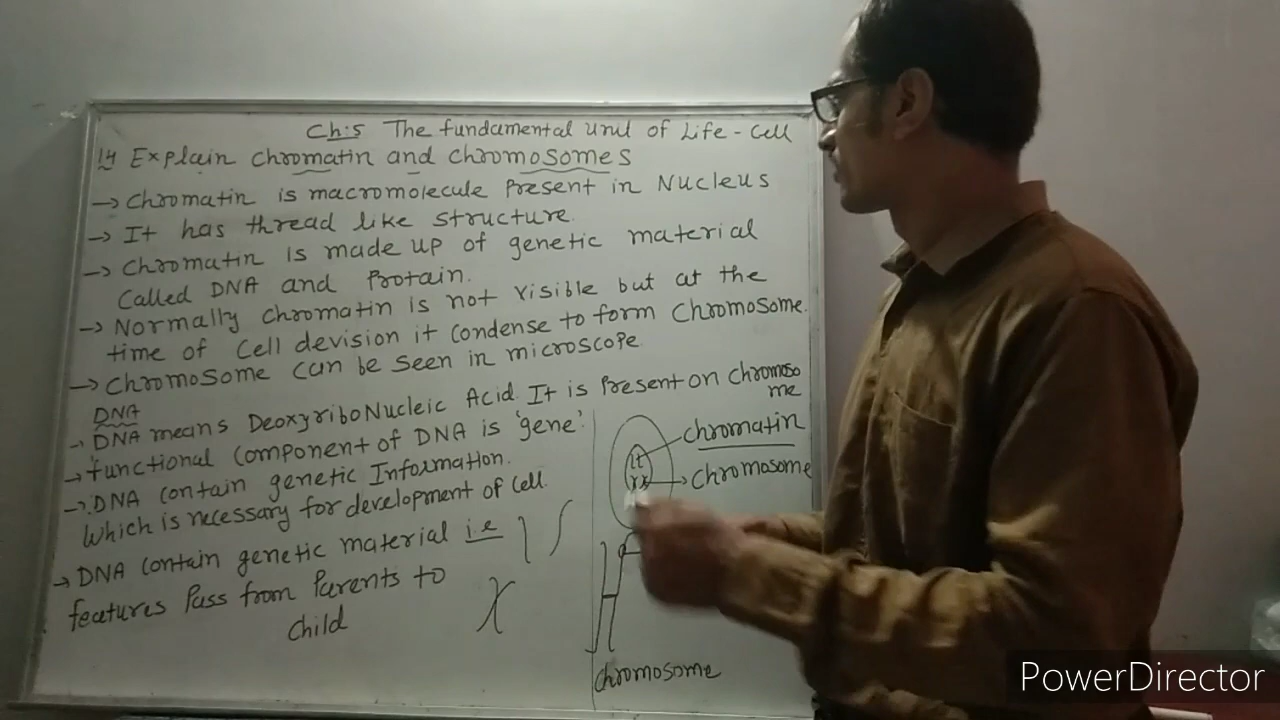 Ch:5 The fundamental unit of Life - Cell
14 Explain chromatin and chromosomes
→ Chromatin is macromolecule Present in Nucleus
→ It has thread like structure.
→ Chromatin is made up of genetic material
Called DNA and Protain.
→ Normally chromatin is not visible but at the
time of cell devision it condense to form chromosome.
→ Chromosome can be seen in microscope
DNA
→ DNA means DeoxyriboNucleic Acid. It is Present on chromoso
me
→ functional component of DNA is 'gene'.
→ DNA contain genetic Information.
which is necessary for development of cell.
→ DNA contain genetic material i.e
features Pass from Parents to
child
chromatin
chromosome
chromosome
PowerDirector